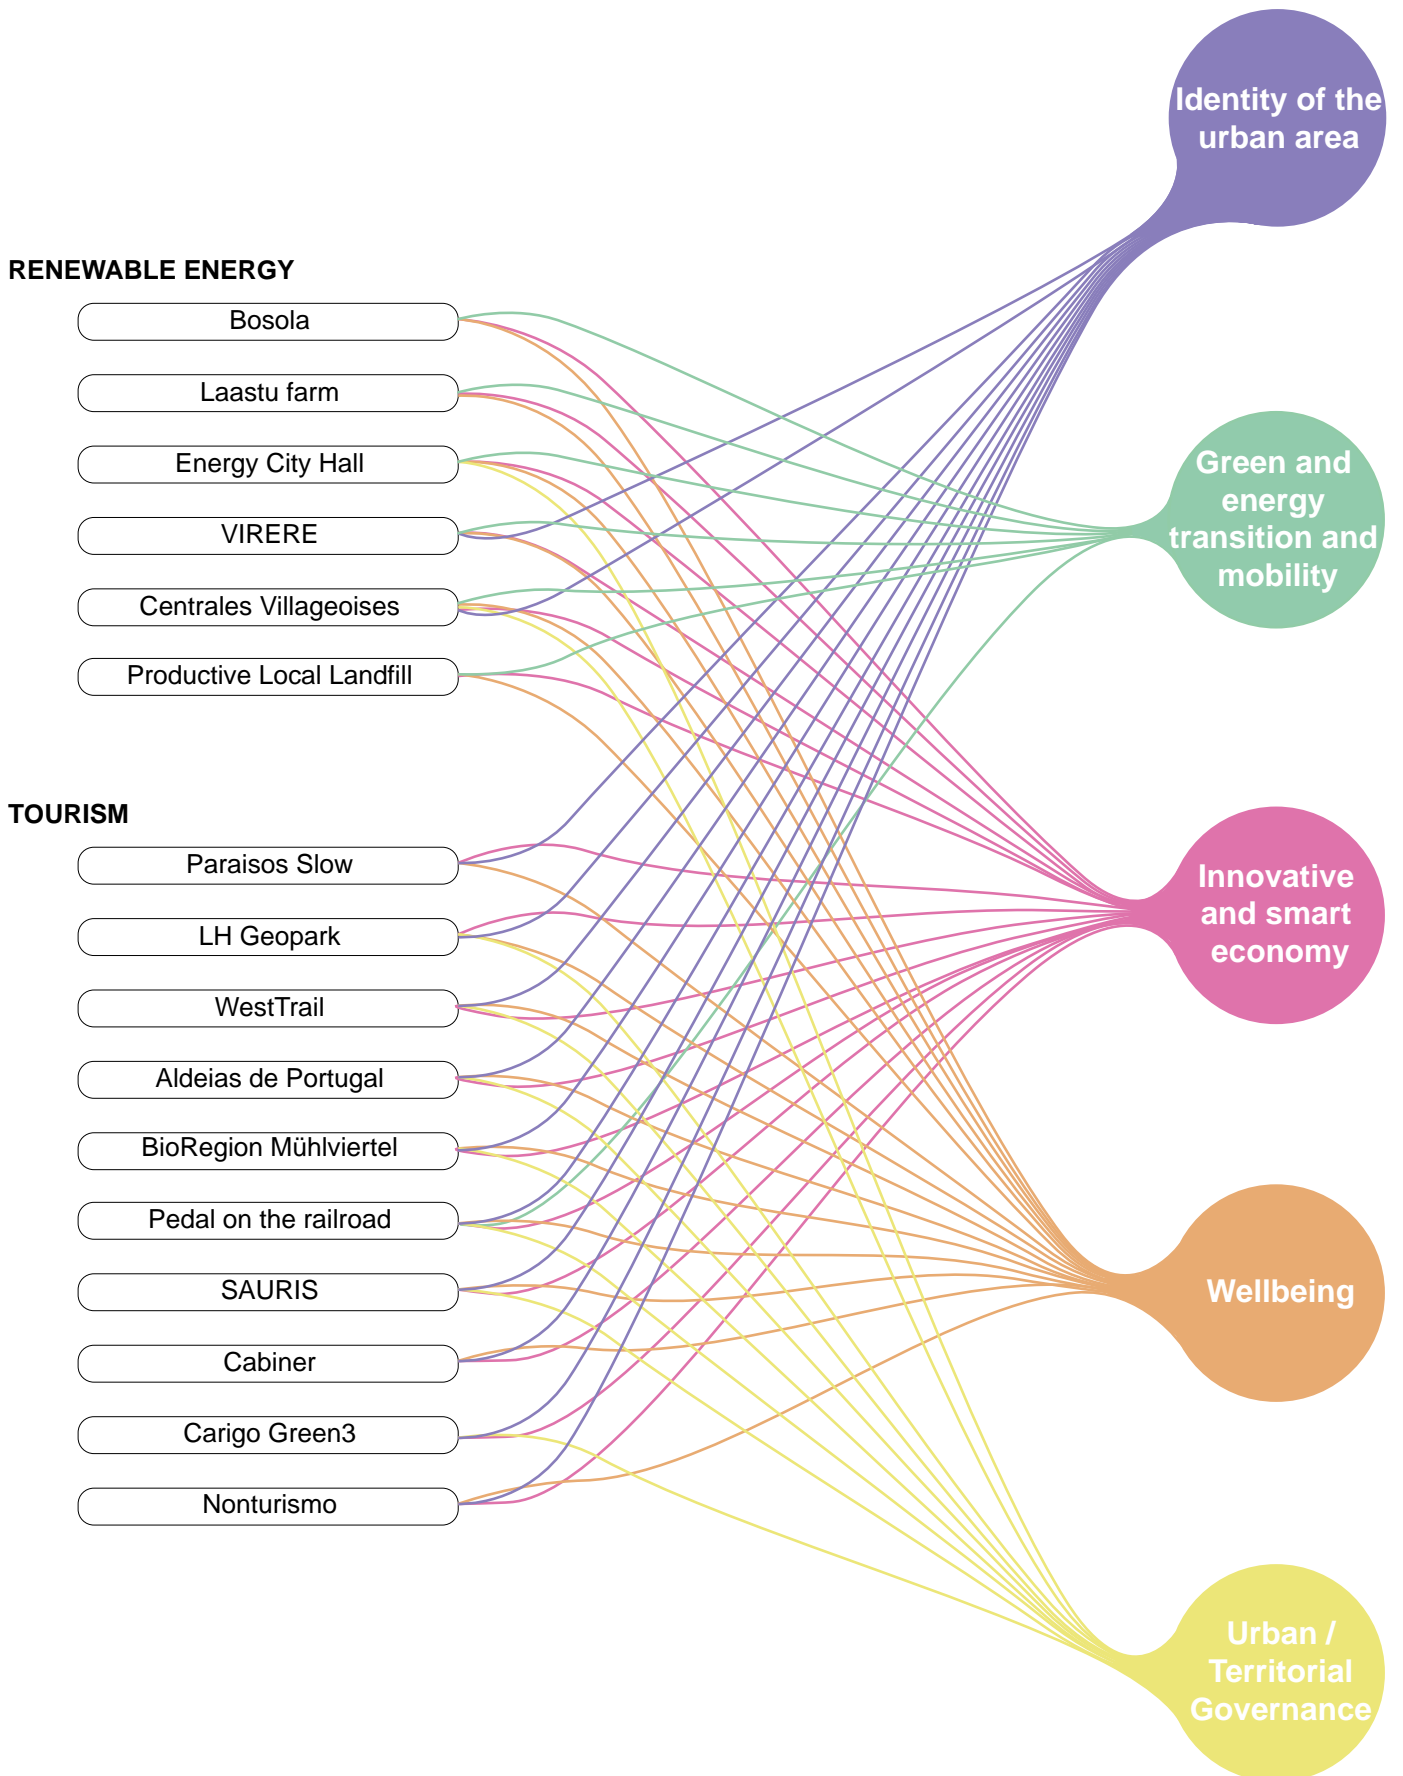 Identity of the
urban area
RENEWABLE ENERGY
Bosola
Laastu farm
Energy City Hall
VIRERE
Centrales Villageoises
Productive Local Landfill
Green and
energy
transition and
mobility
TOURISM
Paraisos Slow
LH Geopark
WestTrail
Aldeias de Portugal
BioRegion Mühlviertel
Pedal on the railroad
SAURIS
Cabiner
Carigo Green3
Nonturismo
Innovative
and smart
economy
Wellbeing
Urban /
Territorial
Governance